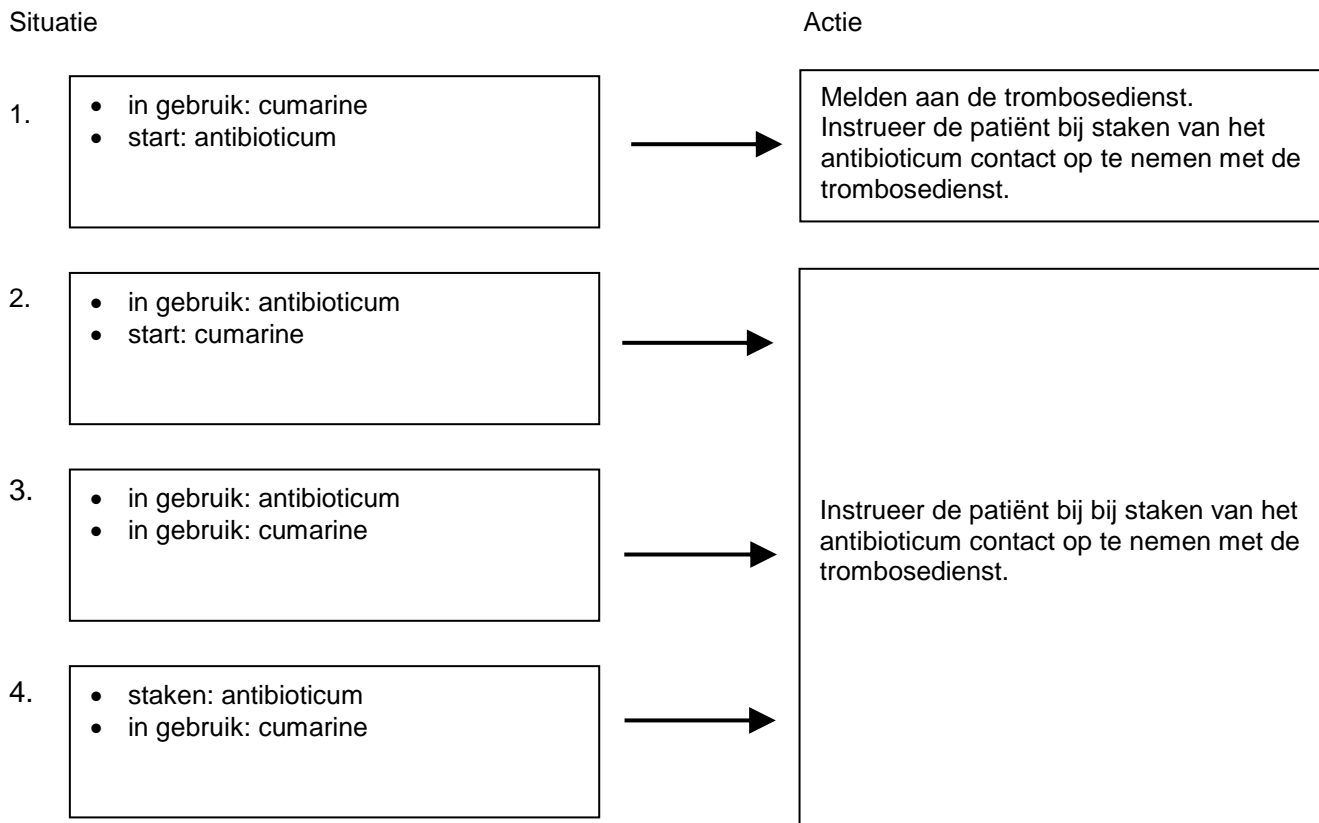 Situatie
Actie
1.
• in gebruik: cumarine
• start: antibioticum
Melden aan de trombosedienst.
Instrueer de patiënt bij staken van het
antibioticum contact op te nemen met de
trombosedienst.
2.
• in gebruik: antibioticum
• start: cumarine
3.
• in gebruik: antibioticum
• in gebruik: cumarine
Instrueer de patiënt bij bij staken van het
antibioticum contact op te nemen met de
trombosedienst.
4.
• staken: antibioticum
• in gebruik: cumarine